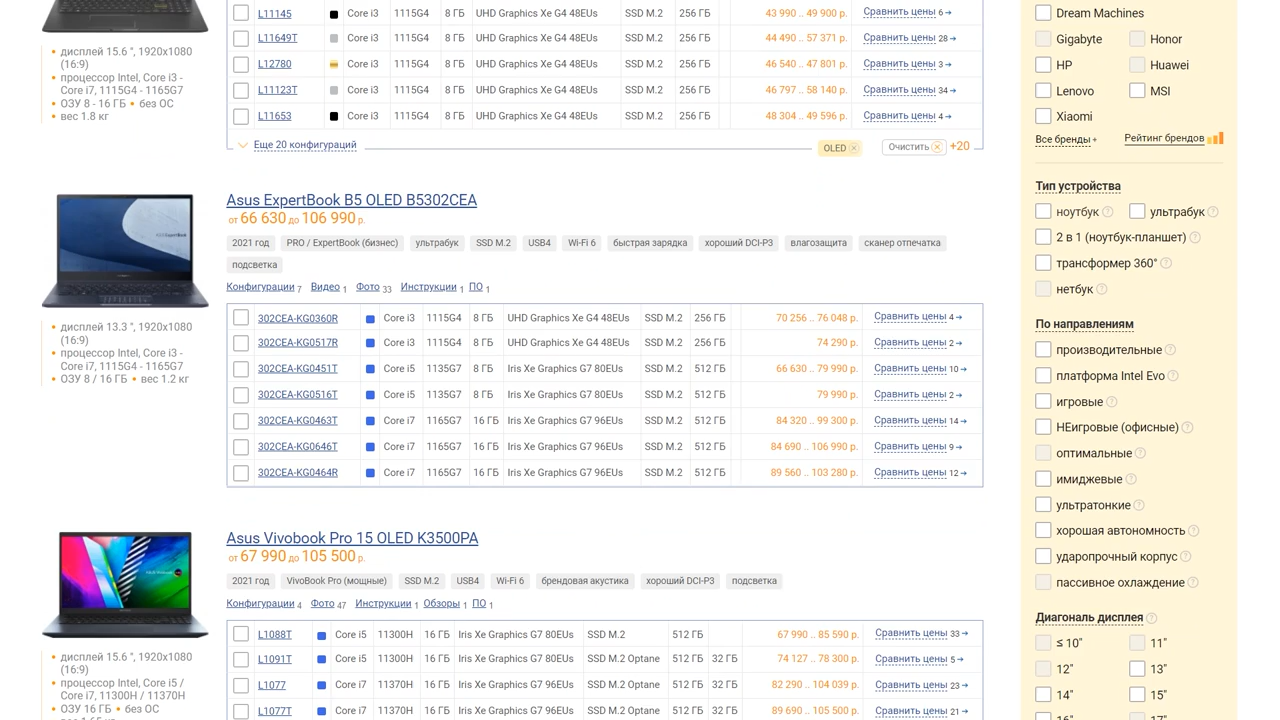 L11145 Core i3 1115G4 8 ГБ UHD Graphics Xe G4 48EUs SSD M.2 256 ГБ 43 990 .. 49 900 р. Сравнить цены 6→
L11649T Core i3 1115G4 8 ГБ UHD Graphics Xe G4 48EUs SSD M.2 256 ГБ 44 490 .. 57 371 р. Сравнить цены 28→
L12780 Core i3 1115G4 8 ГБ UHD Graphics Xe G4 48EUs SSD M.2 256 ГБ 46 540 .. 47 801 р. Сравнить цены 3→
L11123T Core i3 1115G4 8 ГБ UHD Graphics Xe G4 48EUs SSD M.2 256 ГБ 46 797 .. 58 140 р. Сравнить цены 34→
L11653 Core i3 1115G4 8 ГБ UHD Graphics Xe G4 48EUs SSD M.2 256 ГБ 48 304 .. 49 596 р. Сравнить цены 4→
• дисплей 15.6 ", 1920x1080
(16:9)
• процессор Intel, Core i3 -
Core i7, 1115G4 - 1165G7
• ОЗУ 8 - 16 ГБ • без ОС
• вес 1.8 кг
Еще 20 конфигураций
OLED
Очистить +20
Asus ExpertBook B5 OLED B5302CEA
от 66 630 до 106 990 р.
2021 год PRO / ExpertBook (бизнес) ультрабук SSD M.2 USB4 Wi-Fi 6 быстрая зарядка хороший DCI-P3 влагозащита сканер отпечатка
подсветка
Конфигурации 7 Видео 1 Фото 33 Инструкции 1 ПО 1
302CEA-KG0360R Core i3 1115G4 8 ГБ UHD Graphics Xe G4 48EUs SSD M.2 256 ГБ 70 256 .. 76 048 р. Сравнить цены 4→
302CEA-KG0517R Core i3 1115G4 8 ГБ UHD Graphics Xe G4 48EUs SSD M.2 256 ГБ 74 290 р. Сравнить цены 2→
302CEA-KG0451T Core i5 1135G7 8 ГБ Iris Xe Graphics G7 80EUs SSD M.2 512 ГБ 66 630 .. 79 990 р. Сравнить цены 10→
302CEA-KG0516T Core i5 1135G7 8 ГБ Iris Xe Graphics G7 80EUs SSD M.2 512 ГБ 79 990 р. Сравнить цены 2→
302CEA-KG0463T Core i7 1165G7 16 ГБ Iris Xe Graphics G7 96EUs SSD M.2 512 ГБ 84 320 .. 99 300 р. Сравнить цены 14→
302CEA-KG0646T Core i7 1165G7 16 ГБ Iris Xe Graphics G7 96EUs SSD M.2 512 ГБ 84 690 .. 106 990 р. Сравнить цены 9→
302CEA-KG0464R Core i7 1165G7 16 ГБ Iris Xe Graphics G7 96EUs SSD M.2 512 ГБ 89 560 .. 103 280 р. Сравнить цены 12→
• дисплей 13.3 ", 1920x1080
(16:9)
• процессор Intel, Core i3 -
Core i7, 1115G4 - 1165G7
• ОЗУ 8 / 16 ГБ • вес 1.2 кг
Asus Vivobook Pro 15 OLED K3500PA
от 67 990 до 105 500 р.
2021 год VivoBook Pro (мощные) SSD M.2 USB4 Wi-Fi 6 брендовая акустика хороший DCI-P3 подсветка
Конфигурации 4 Фото 47 Инструкции 1 Обзоры 1 ПО 1
L1088T Core i5 11300H 16 ГБ Iris Xe Graphics G7 80EUs SSD M.2 512 ГБ 67 990 .. 85 590 р. Сравнить цены 33→
L1091T Core i5 11300H 16 ГБ Iris Xe Graphics G7 80EUs SSD M.2 Optane 512 ГБ 32 ГБ 74 127 .. 78 300 р. Сравнить цены 5→
L1077 Core i7 11370H 16 ГБ Iris Xe Graphics G7 96EUs SSD M.2 Optane 512 ГБ 32 ГБ 82 290 .. 104 039 р. Сравнить цены 23→
L1077T Core i7 11370H 16 ГБ Iris Xe Graphics G7 96EUs SSD M.2 Optane 512 ГБ 32 ГБ 89 690 .. 105 500 р. Сравнить цены 21→
• дисплей 15.6 ", 1920x1080
(16:9)
• процессор Intel, Core i5 /
Core i7, 11300H / 11370H
• ОЗУ 16 ГБ • без ОС
Dream Machines
Gigabyte Honor
HP Huawei
Lenovo MSI
Xiaomi
Все бренды + Рейтинг брендов
Тип устройства
ноутбук ? ультрабук ?
2 в 1 (ноутбук-планшет) ?
трансформер 360° ?
нетбук ?
По направлениям
производительные ?
платформа Intel Evo ?
игровые ?
НЕигровые (офисные) ?
оптимальные ?
имиджевые ?
ультратонкие ?
хорошая автономность ?
ударопрочный корпус ?
пассивное охлаждение ?
Диагональ дисплея ?
≤ 10" 11"
12" 13"
14" 15"
16" 17"